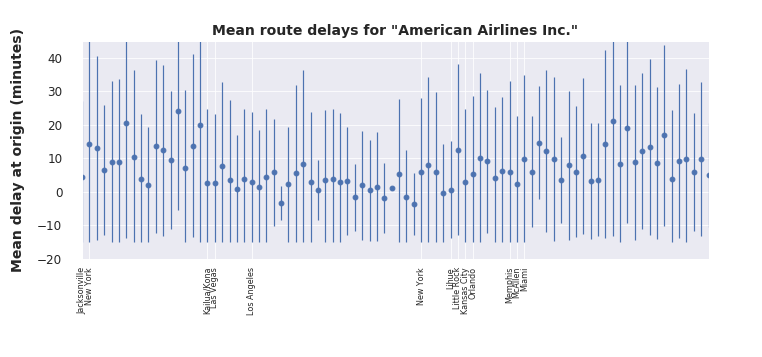 Mean route delays for "American Airlines Inc."
Mean delay at origin (minutes)
40
30
20
10
0
−10
−20
Jacksonville
New York
Kailua/Kona
Las Vegas
Los Angeles
New York
Lihue
Little Rock
Kansas City
Orlando
Memphis
McAllen
Miami